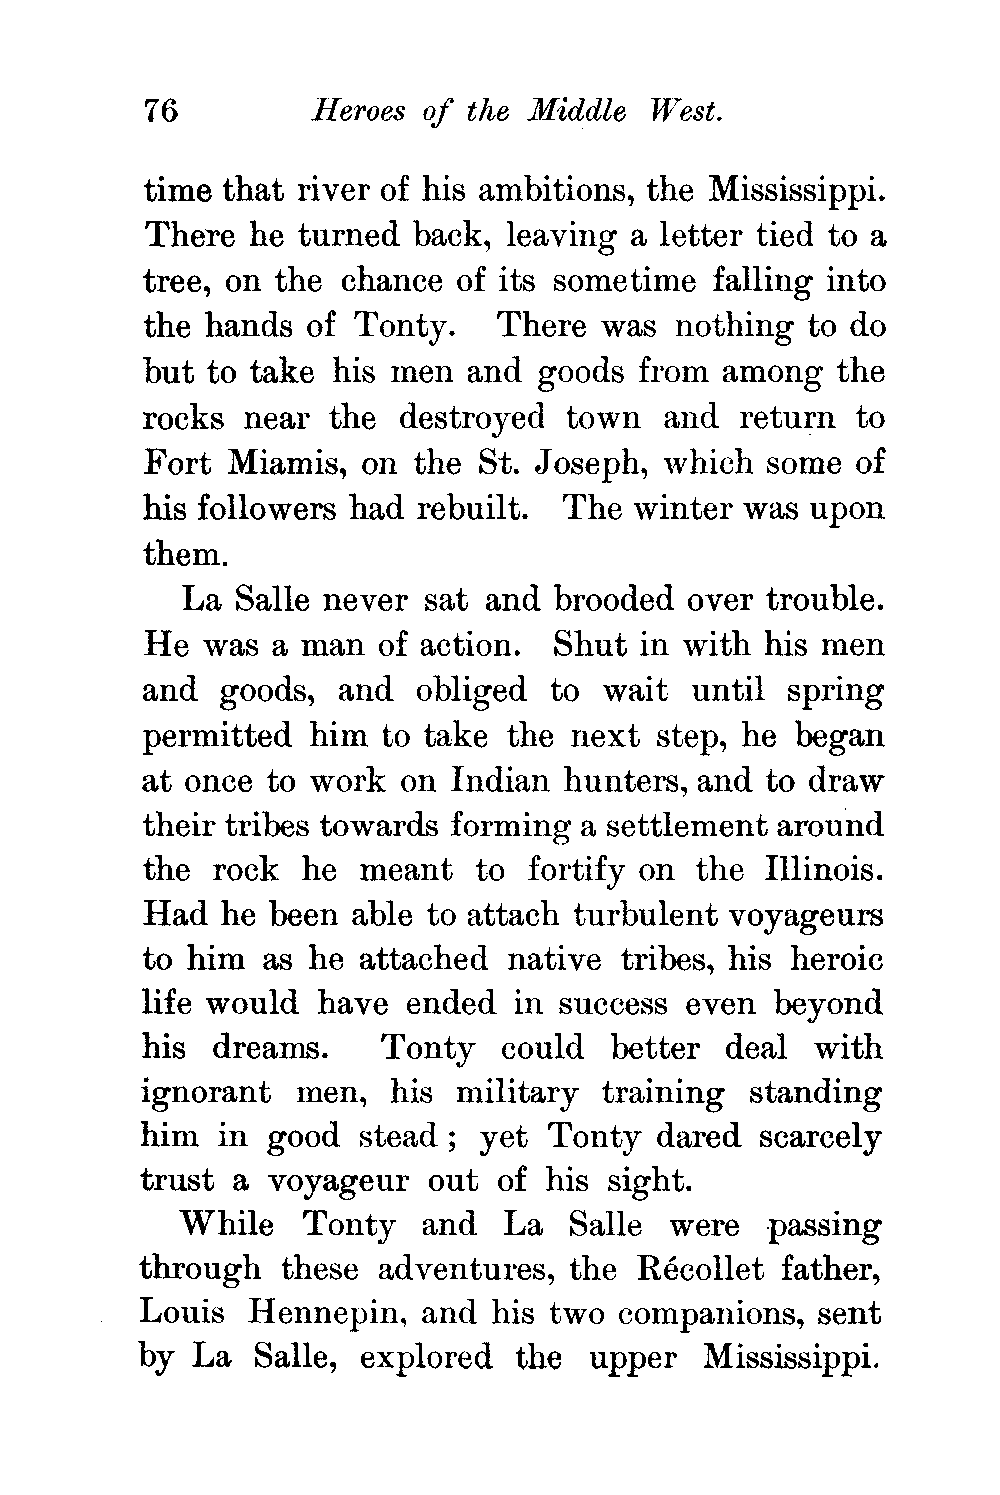 76 Heroes of the Middle West.
time that river of his ambitions, the Mississippi.
There he turned back, leaving a letter tied to a
tree, on the chance of its sometime falling into
the hands of Tonty. There was nothing to do
but to take his men and goods from among the
rocks near the destroyed town and return to
Fort Miamis, on the St. Joseph, which some of
his followers had rebuilt. The winter was upon
them.
La Salle never sat and brooded over trouble.
He was a man of action. Shut in with his men
and goods, and obliged to wait until spring
permitted him to take the next step, he began
at once to work on Indian hunters, and to draw
their tribes towards forming a settlement around
the rock he meant to fortify on the Illinois.
Had he been able to attach turbulent voyageurs
to him as he attached native tribes, his heroic
life would have ended in success even beyond
his dreams. Tonty could better deal with
ignorant men, his military training standing
him in good stead ; yet Tonty dared scarcely
trust a voyageur out of his sight.
While Tonty and La Salle were passing
through these adventures, the Récollet father,
Louis Hennepin, and his two companions, sent
by La Salle, explored the upper Mississippi.